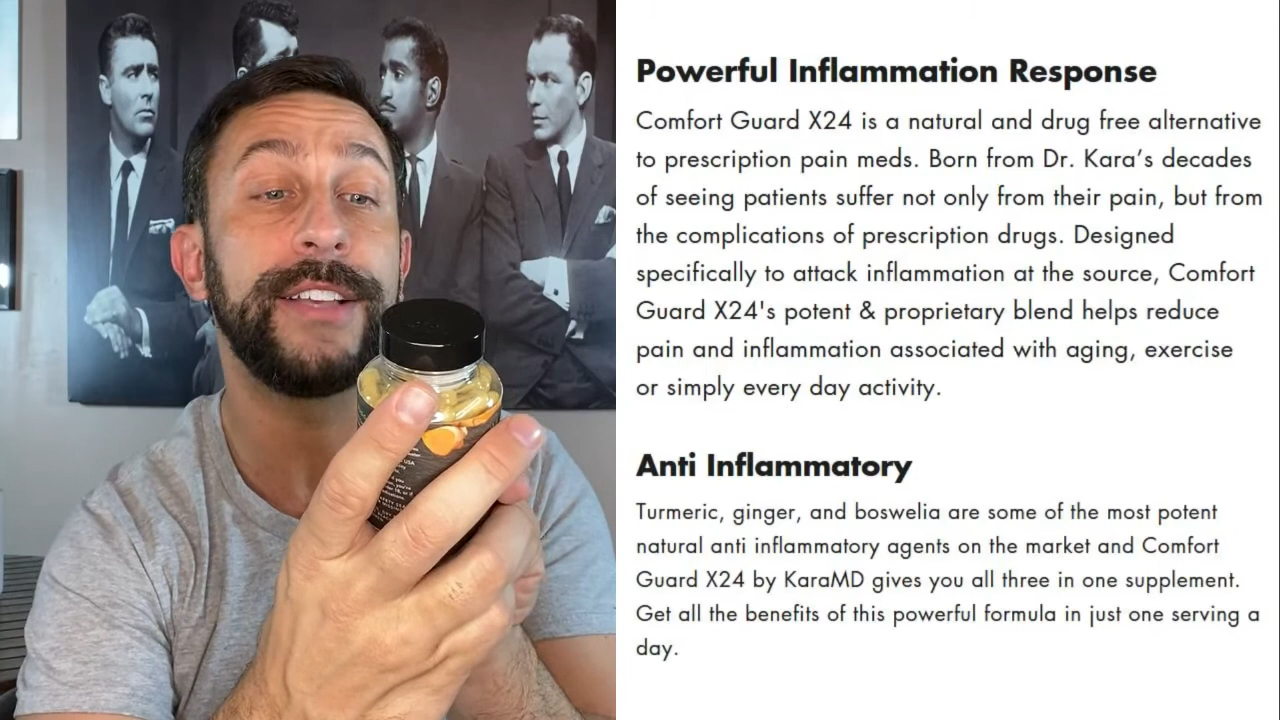 Powerful Inflammation Response
Comfort Guard X24 is a natural and drug free alternative
to prescription pain meds. Born from Dr. Kara’s decades
of seeing patients suffer not only from their pain, but from
the complications of prescription drugs. Designed
specifically to attack inflammation at the source, Comfort
Guard X24's potent & proprietary blend helps reduce
pain and inflammation associated with aging, exercise
or simply every day activity.
Anti Inflammatory
Turmeric, ginger, and boswelia are some of the most potent
natural anti inflammatory agents on the market and Comfort
Guard X24 by KaraMD gives you all three in one supplement.
Get all the benefits of this powerful formula in just one serving a
day.
USA